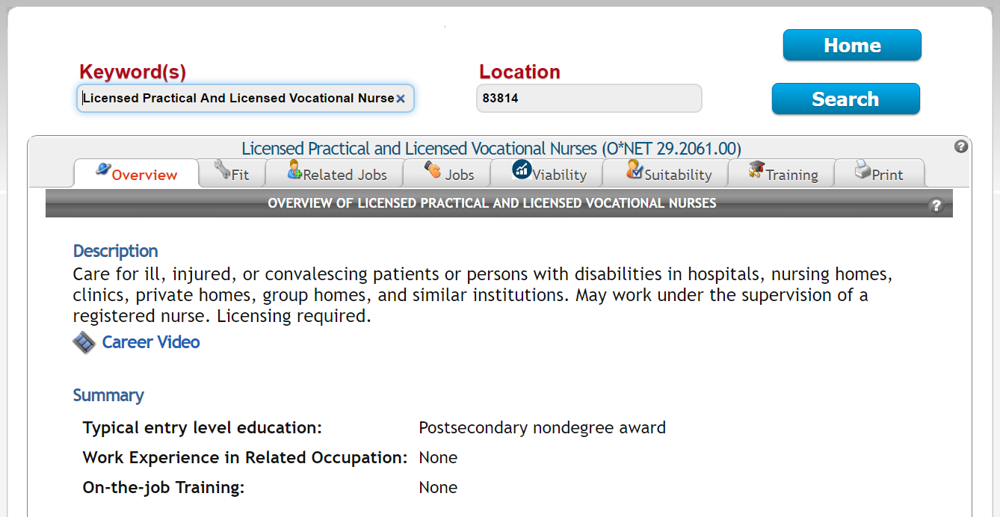 Home
Keyword(s)
Location
Licensed Practical And Licensed Vocational Nurse
83814
Search
Licensed Practical and Licensed Vocational Nurses (O*NET 29.2061.00)
?
Overview Fit Related Jobs Jobs Viability Suitability Training Print
OVERVIEW OF LICENSED PRACTICAL AND LICENSED VOCATIONAL NURSES
?
Description
Care for ill, injured, or convalescing patients or persons with disabilities in hospitals, nursing homes,
clinics, private homes, group homes, and similar institutions. May work under the supervision of a
registered nurse. Licensing required.
Career Video
Summary
Typical entry level education: Postsecondary nondegree award
Work Experience in Related Occupation: None
On-the-job Training: None